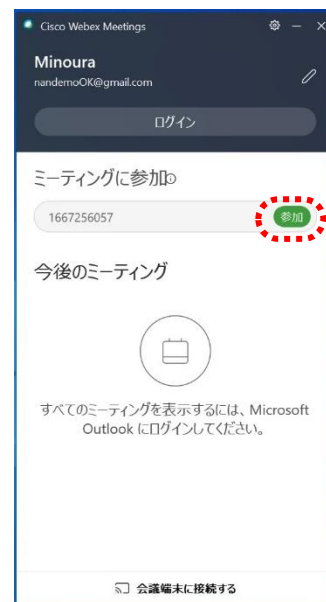 Cisco Webex Meetings
Minoura
nandemoOK@gmail.com
ログイン
ミーティングに参加
1667256057
参加
今後のミーティング
すべてのミーティングを表示するには、Microsoft
Outlook にログインしてください。
会議端末に接続する